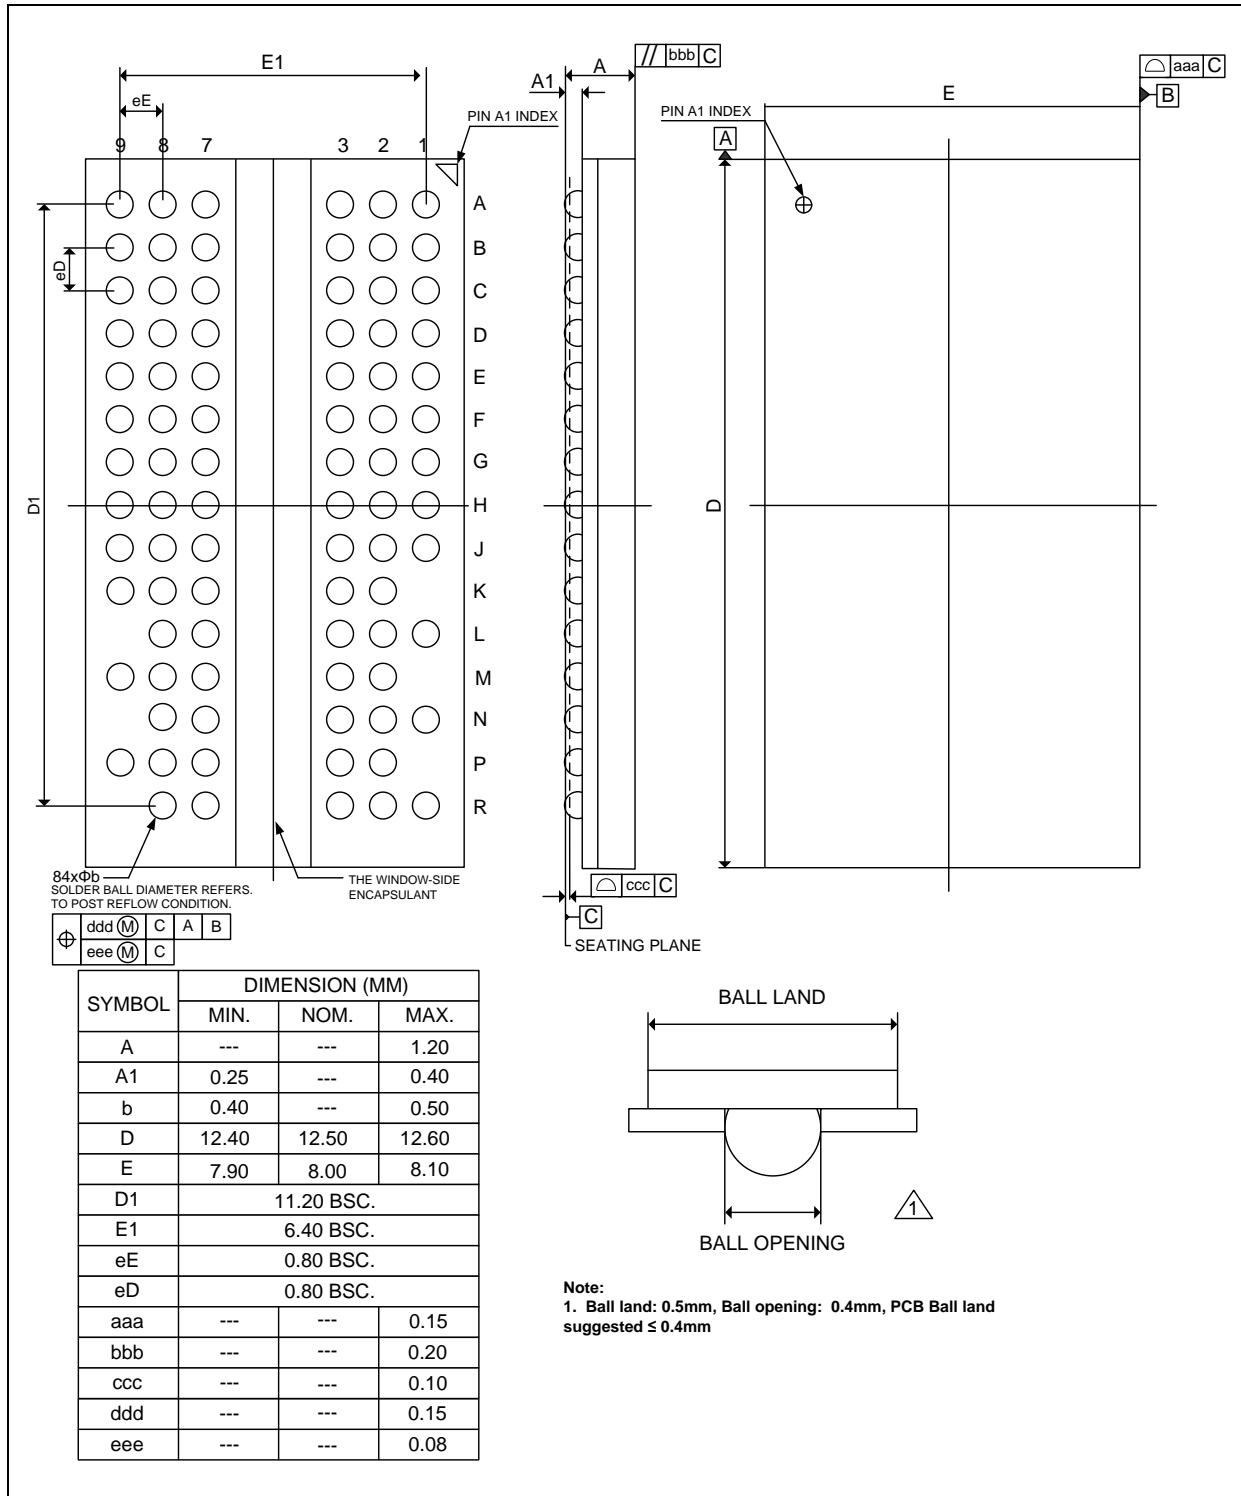 E1
A
// bbb C
⌓ aaa C
A1
eE
E
B
PIN A1 INDEX
PIN A1 INDEX
A
9 8 7 3 2 1
A
B
eD
C
D
E
F
G
D1
H
D
J
K
L
M
N
P
R
84xΦb
SOLDER BALL DIAMETER REFERS.
TO POST REFLOW CONDITION.
THE WINDOW-SIDE
ENCAPSULANT
⌓ ccc C
C
SEATING PLANE
⌖ ddd Ⓜ C A B
eee Ⓜ C
SYMBOL DIMENSION (MM)
MIN. NOM. MAX.
A --- --- 1.20
A1 0.25 --- 0.40
b 0.40 --- 0.50
D 12.40 12.50 12.60
E 7.90 8.00 8.10
D1 11.20 BSC.
E1 6.40 BSC.
eE 0.80 BSC.
eD 0.80 BSC.
aaa --- --- 0.15
bbb --- --- 0.20
ccc --- --- 0.10
ddd --- --- 0.15
eee --- --- 0.08
BALL LAND
1
BALL OPENING
Note:
1. Ball land: 0.5mm, Ball opening: 0.4mm, PCB Ball land
suggested ≤ 0.4mm